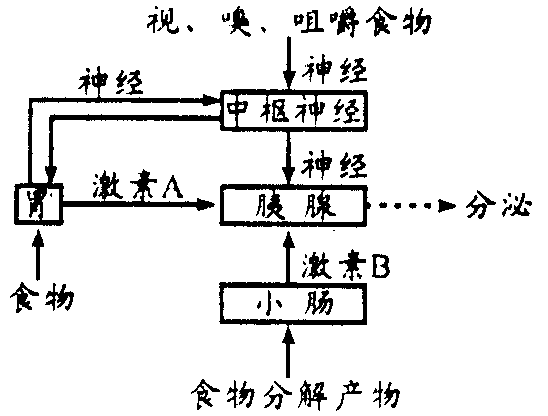 视、嗅、咀嚼食物
神经
神经
中枢神经
神经
激素A
胃
胰腺
分泌
激素B
食物
小肠
食物分解产物